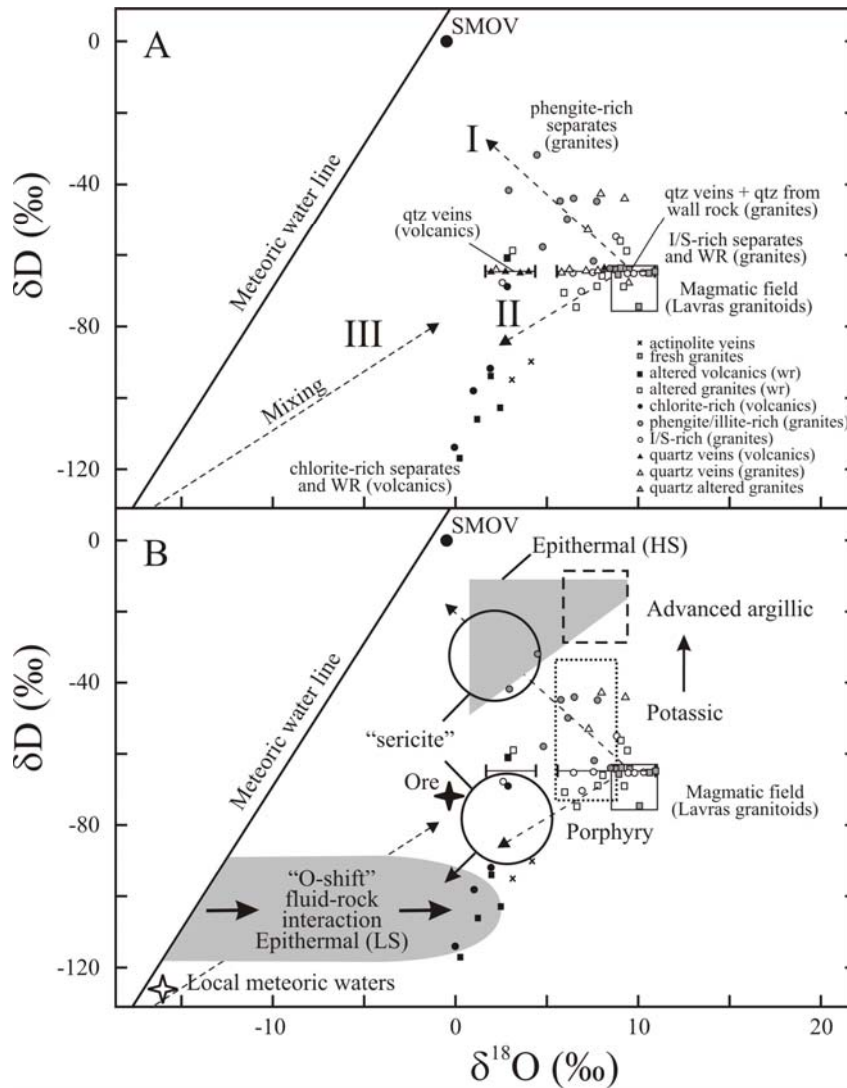 A
SMOV
0
phengite-rich
separates
(granites)
I
-40
qtz veins + qtz from
wall rock (granites)
qtz veins
(volcanics)
I/S-rich separates
and WR
(granites)
Meteoric water line
δD (‰)
Magmatic field
(Lavras granitoids)
-80
III
II
actinolite veins
fresh granites
altered volcanics (wr)
altered granites (wr)
chlorite-rich (volcanics)
phengite/illite-rich (granites)
I/S-rich (granites)
quartz veins (volcanics)
quartz veins (granites)
quartz altered granites
Mixing
-120
chlorite-rich separates
and WR (volcanics)
0
10
20
B
SMOV
0
Epithermal (HS)
Advanced argillic
-40
Potassic
Meteoric water line
δD (‰)
“sericite”
Ore
Magmatic field
(Lavras granitoids)
Porphyry
-80
“O-shift”
fluid-rock
interaction
Epithermal (LS)
-120
Local meteoric waters
-10
0
10
20
δ18O (‰)